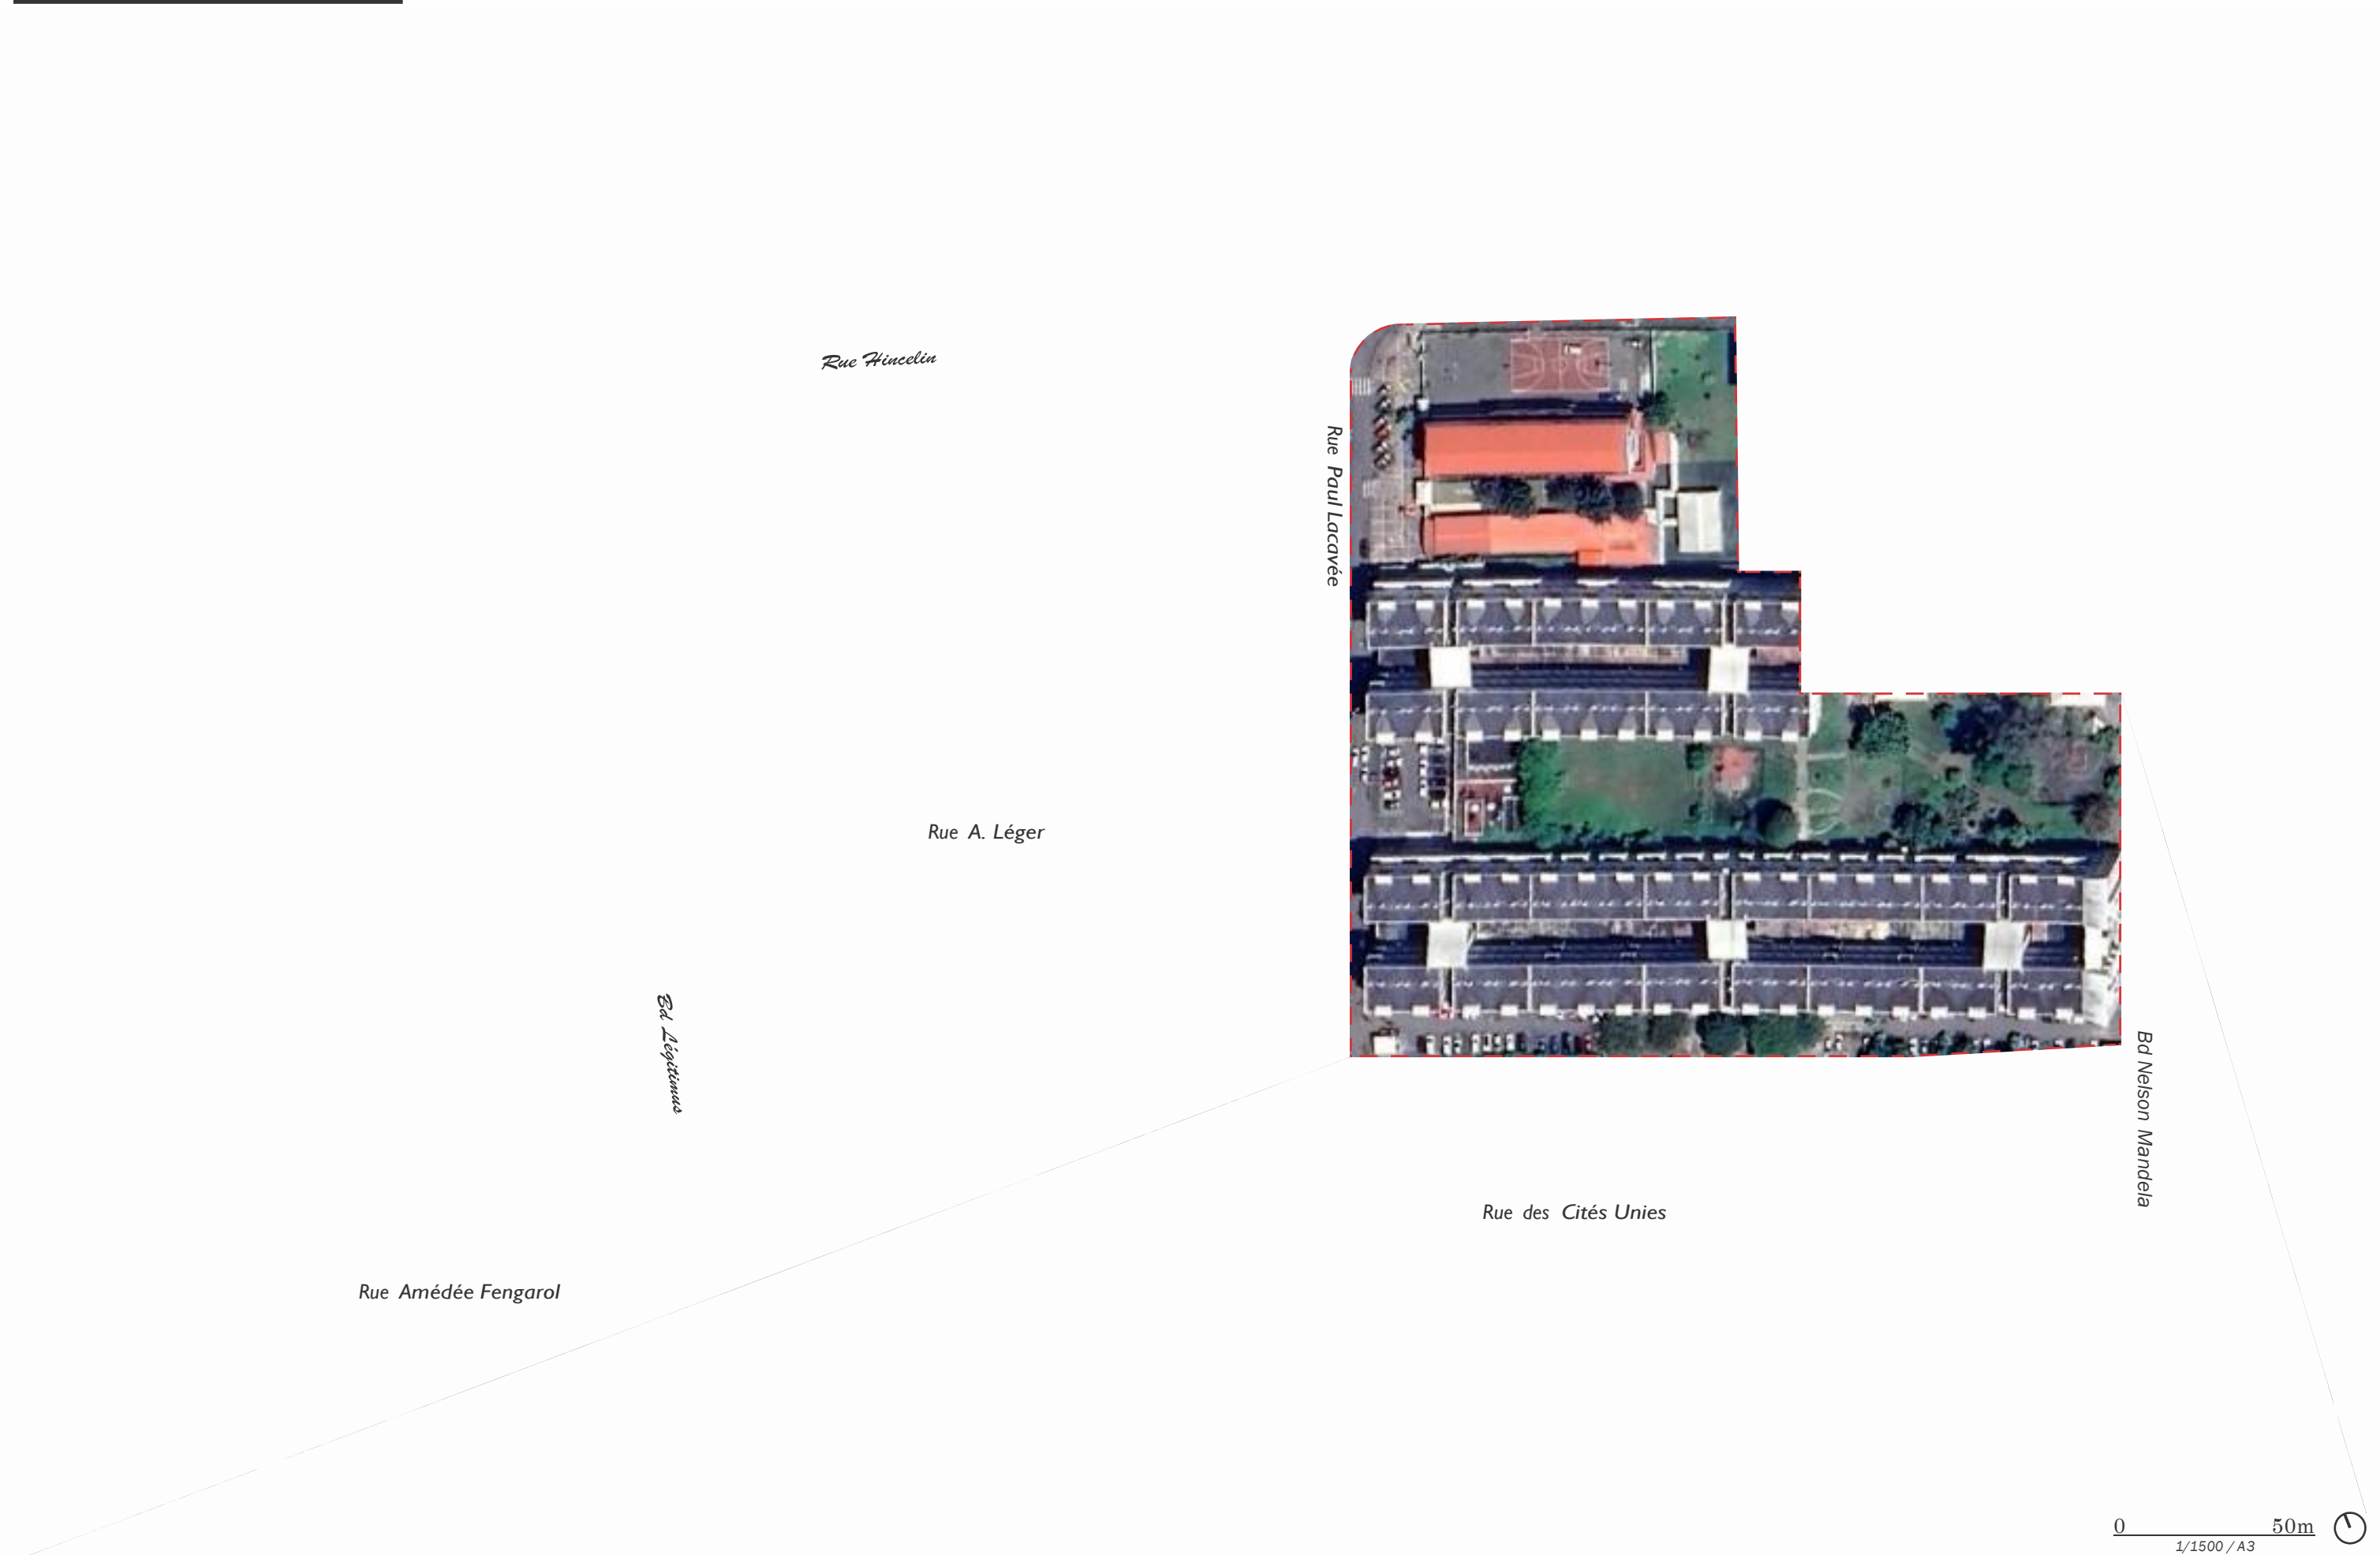 Rue Hincelin
Rue Paul Lacavée
Rue A. Léger
Bd Légitimus
Bd Nelson Mandela
Rue des Cités Unies
Rue Amédée Fengarol
0 50m
1/1500 / A3